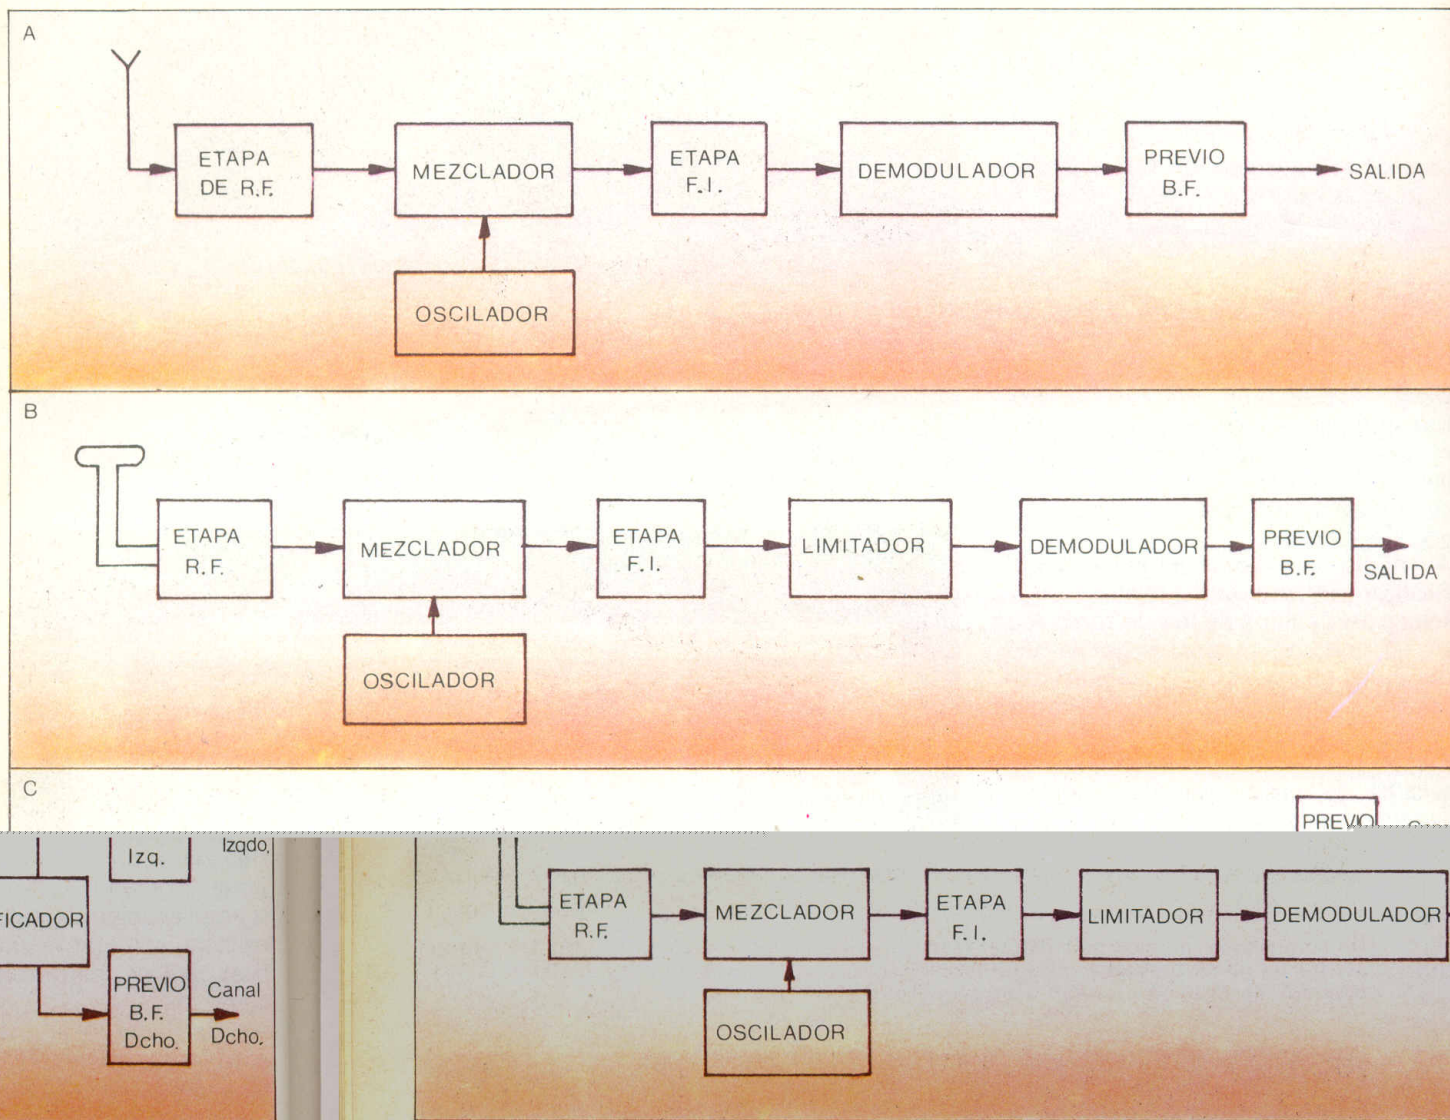 A
ETAPA
DE R.F.
MEZCLADOR
ETAPA
F.I.
DEMODULADOR
PREVIO
B.F.
SALIDA
OSCILADOR
B
ETAPA
R.F.
MEZCLADOR
ETAPA
F.I.
LIMITADOR
DEMODULADOR
PREVIO
B.F.
SALIDA
OSCILADOR
C
PREVIO
Izq.
Izqdo.
FICADOR
PREVIO
B.F.
Dcho.
Canal
Dcho.
ETAPA
R.F.
MEZCLADOR
ETAPA
F.I.
LIMITADOR
DEMODULADOR
OSCILADOR